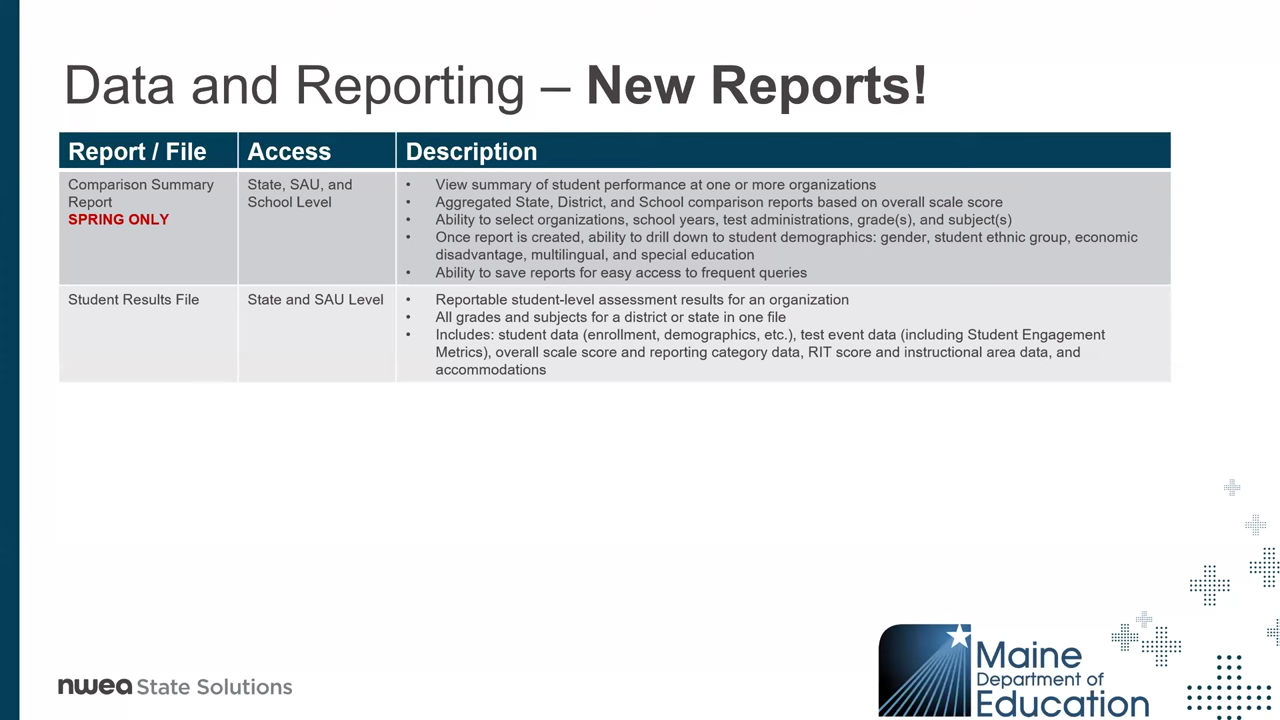 Data and Reporting – New Reports!
Report / File
Access
Description
Comparison Summary
Report
SPRING ONLY
State, SAU, and
School Level
• View summary of student performance at one or more organizations
• Aggregated State, District, and School comparison reports based on overall scale score
• Ability to select organizations, school years, test administrations, grade(s), and subject(s)
• Once report is created, ability to drill down to student demographics: gender, student ethnic group, economic
disadvantage, multilingual, and special education
• Ability to save reports for easy access to frequent queries
Student Results File
State and SAU Level
• Reportable student-level assessment results for an organization
• All grades and subjects for a district or state in one file
• Includes: student data (enrollment, demographics, etc.), test event data (including Student Engagement
Metrics), overall scale score and reporting category data, RIT score and instructional area data, and
accommodations
nwea State Solutions
Maine
Department of
Education